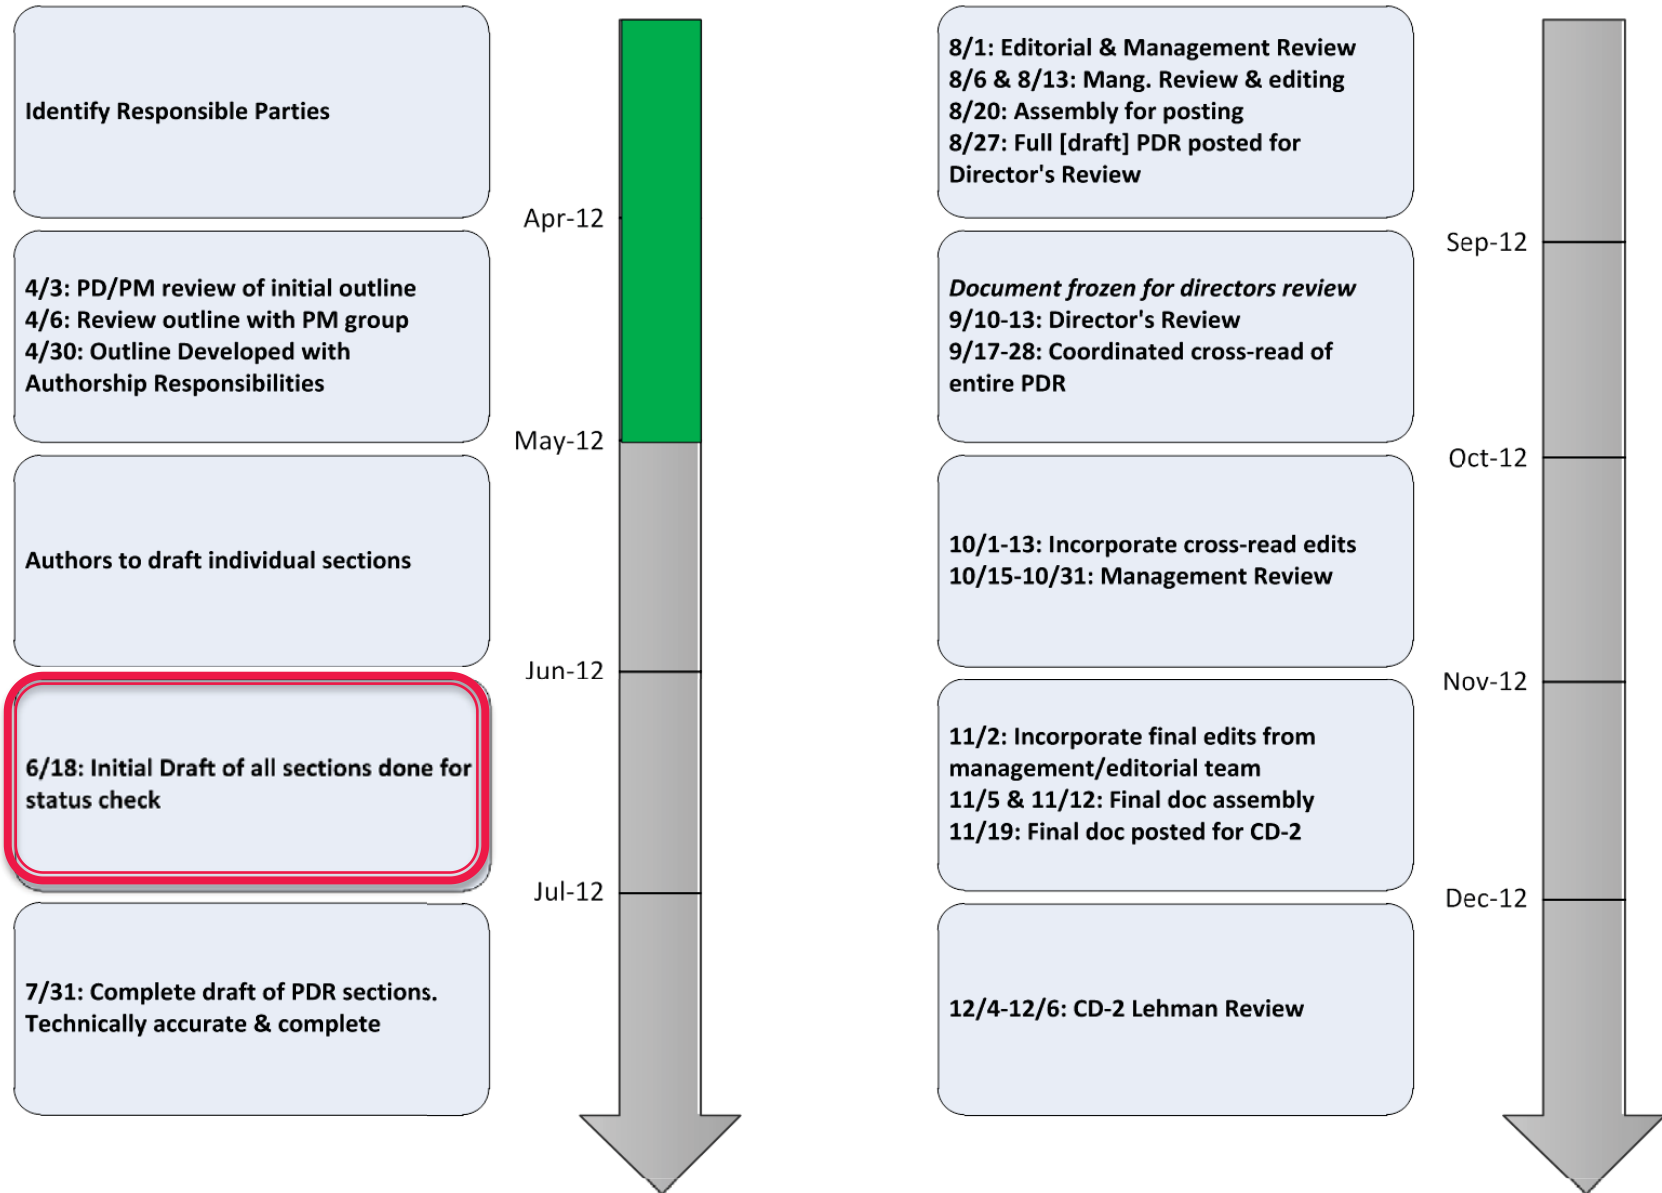 Identify Responsible Parties
Apr-12
4/3: PD/PM review of initial outline
4/6: Review outline with PM group
4/30: Outline Developed with
Authorship Responsibilities
May-12
Authors to draft individual sections
Jun-12
6/18: Initial Draft of all sections done for
status check
Jul-12
7/31: Complete draft of PDR sections.
Technically accurate & complete
8/1: Editorial & Management Review
8/6 & 8/13: Mang. Review & editing
8/20: Assembly for posting
8/27: Full [draft] PDR posted for
Director's Review
Sep-12
Document frozen for directors review
9/10-13: Director's Review
9/17-28: Coordinated cross-read of
entire PDR
Oct-12
10/1-13: Incorporate cross-read edits
10/15-10/31: Management Review
Nov-12
11/2: Incorporate final edits from
management/editorial team
11/5 & 11/12: Final doc assembly
11/19: Final doc posted for CD-2
Dec-12
12/4-12/6: CD-2 Lehman Review